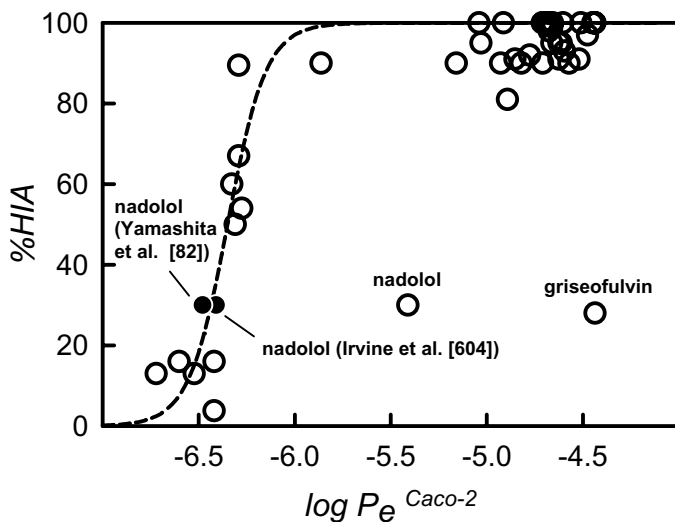 100
80
60
40
20
0
%HIA
nadolol
(Yamashita
et al. [82])
nadolol
griseofulvin
nadolol (Irvine et al. [604])
-6.5
-6.0
-5.5
-5.0
-4.5
log Pe Caco-2